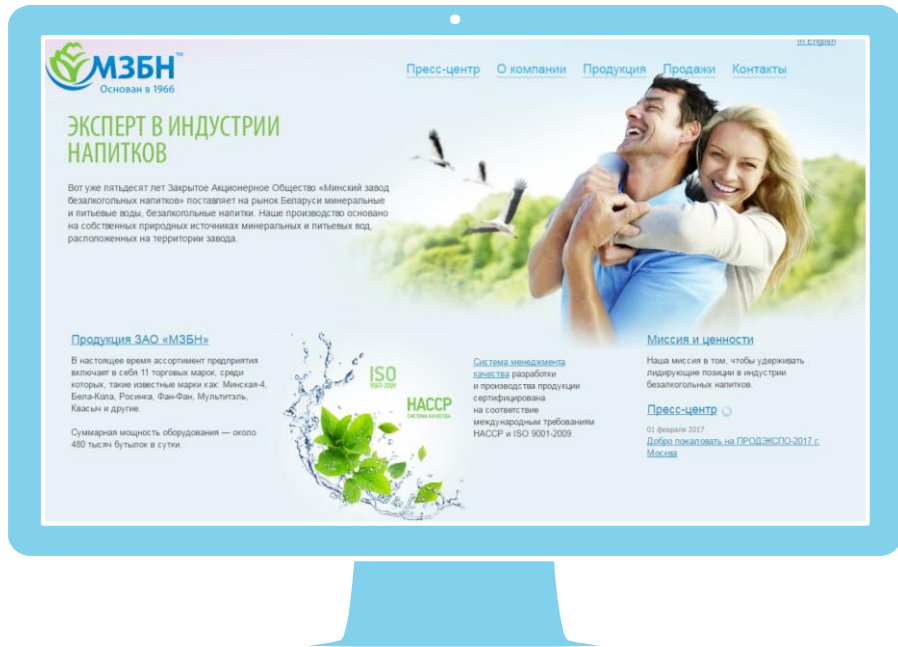 In English
МЗБН™
Основан в 1966
Пресс-центр О компании Продукция Продажи Контакты
ЭКСПЕРТ В ИНДУСТРИИ
НАПИТКОВ
Вот уже пятьдесят лет Закрытое Акционерное Общество «Минский завод
безалкогольных напитков» поставляет на рынок Беларуси минеральные
и питьевые воды, безалкогольные напитки. Наше производство основано
на собственных природных источниках минеральных и питьевых вод,
расположенных на территории завода.
Продукция ЗАО «МЗБН»
В настоящее время ассортимент предприятия
включает в себя 11 торговых марок, среди
которых, такие известные марки как: Минская-4,
Бела-Кола, Росинка, Фан-Фан, Мультитэль,
Квасыч и другие.
Суммарная мощность оборудования — около
480 тысяч бутылок в сутки.
ISO
9001-2009
HACCP
СИСТЕМА КАЧЕСТВА
Система менеджмента
качества разработки
и производства продукции
сертифицирована
на соответствие
международным требованиям
HACCP и ISO 9001-2009.
Миссия и ценности
Наша миссия в том, чтобы удерживать
лидирующие позиции в индустрии
безалкогольных напитков.
Пресс-центр
01 февраля 2017
Добро пожаловать на ПРОДЭКСПО-2017 г.
Москва